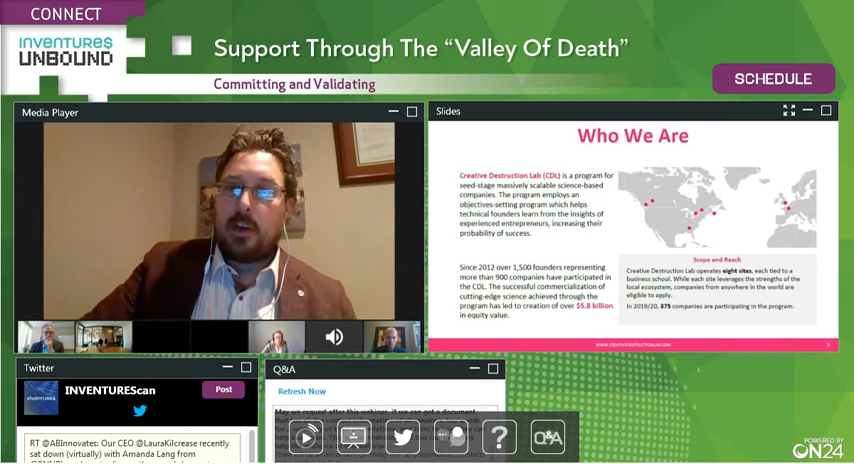 CONNECT
INVENTURE$
UNBOUND
Support Through The “Valley Of Death”
Committing and Validating
SCHEDULE
Media Player
Slides
Who We Are
Creative Destruction Lab (CDL) is a program for
seed-stage massively scalable science-based
companies. The program employs an
objectives-setting program which helps
technical founders learn from the insights of
experienced entrepreneurs, increasing their
probability of success.
Since 2012 over 1,500 founders representing
more than 900 companies have participated in
the CDL. The successful commercialization of
cutting-edge science achieved through the
program has led to creation of over $5.8 billion
in equity value.
Scope and Reach
Creative Destruction Lab operates eight sites, each tied to a
business school. While each site leverages the strengths of the
local ecosystem, companies from anywhere in the world are
eligible to apply.
In 2019/20, 375 companies are participating in the program.
WWW.CREATIVEDESTRUCTIONLAB.COM
Twitter
INVENTURES
INVENTUREScan
Post
RT @ABInnovates: Our CEO @LauraKilcrease recently
sat down (virtually) with Amanda Lang from
Q&A
Refresh Now
May we request after this webinar, if we can get a document
?
Q&A
POWERED BY
ON24